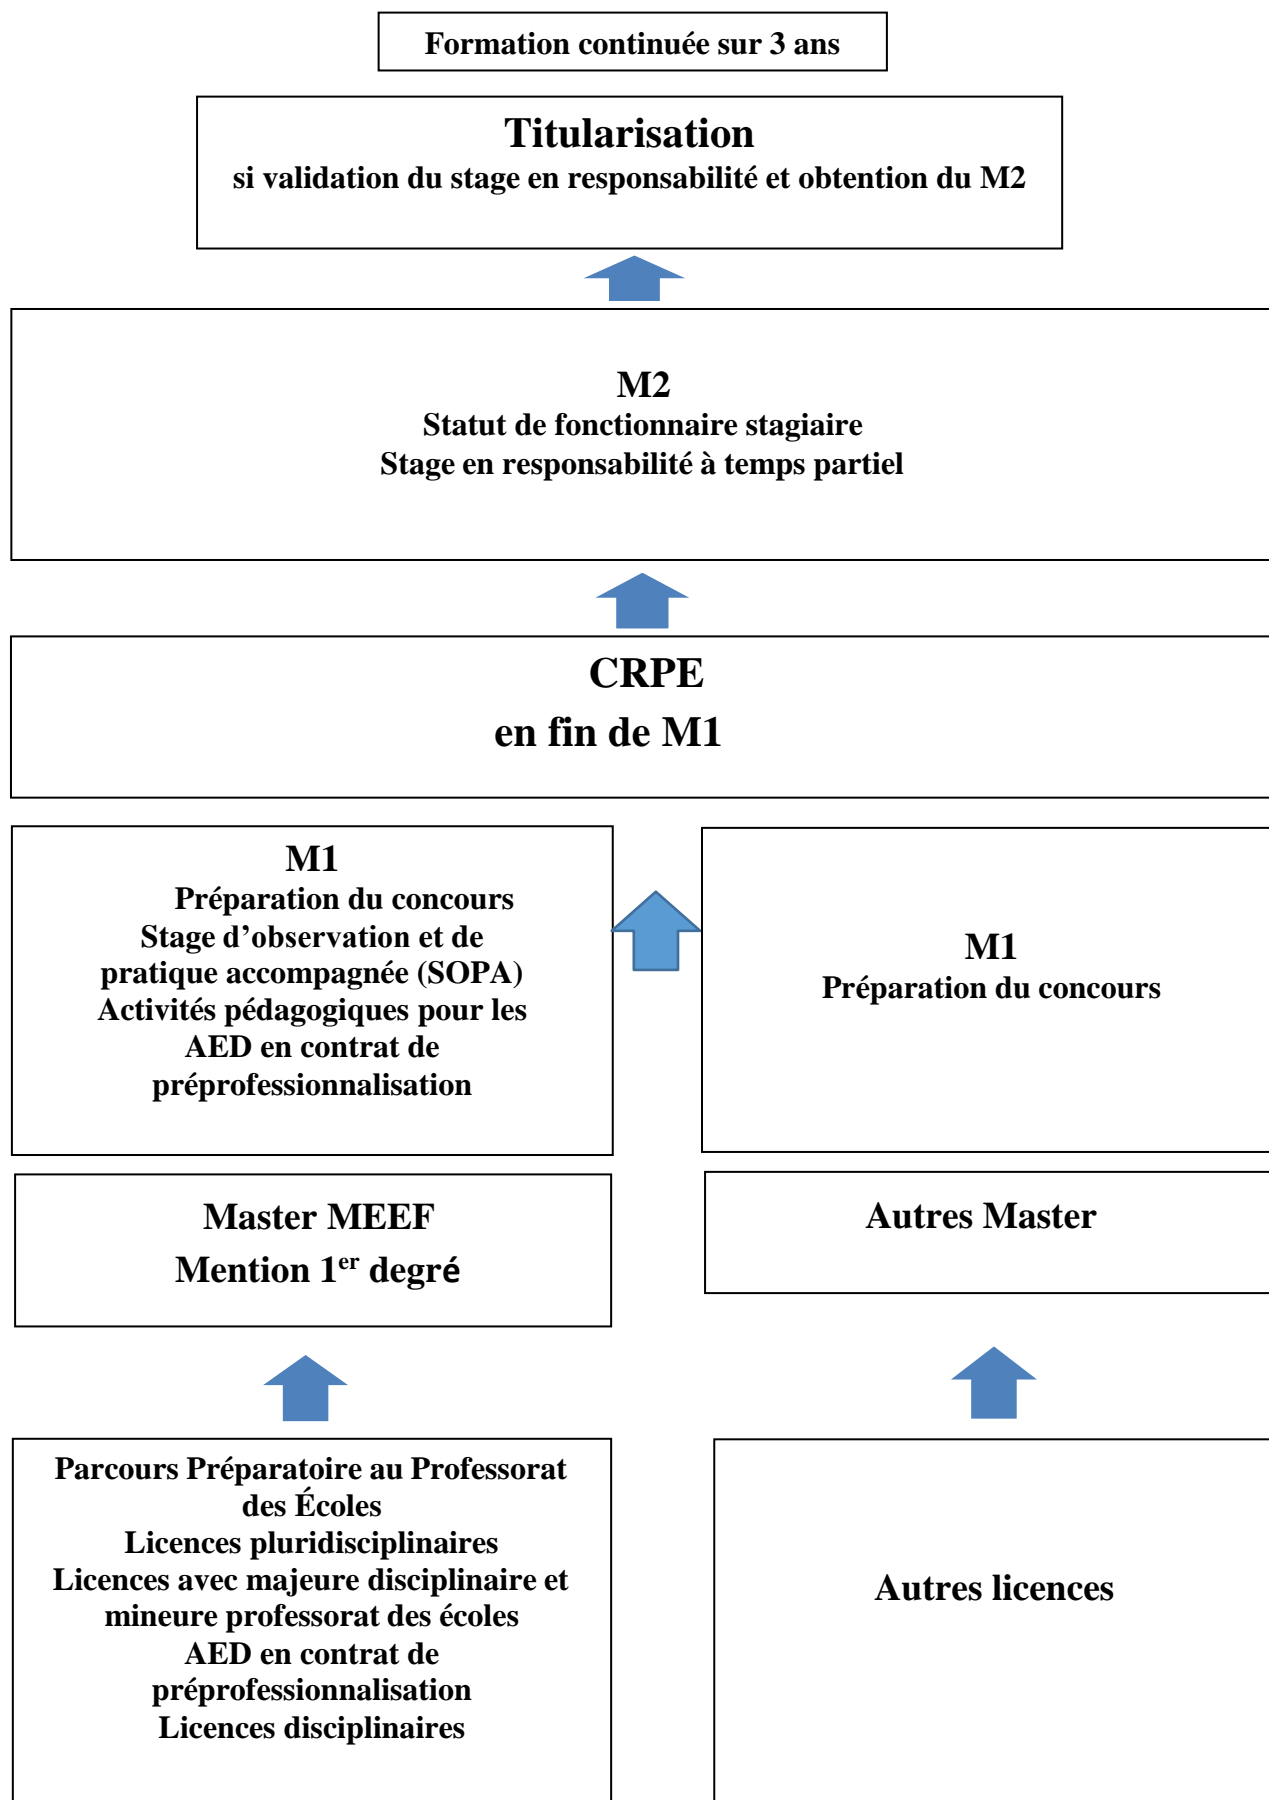 Formation continuée sur 3 ans
Titularisation
si validation du stage en responsabilité et obtention du M2
M2
Statut de fonctionnaire stagiaire
Stage en responsabilité à temps partiel
CRPE
en fin de M1
M1
Préparation du concours
Stage d’observation et de
pratique accompagnée (SOPA)
Activités pédagogiques pour les
AED en contrat de
préprofessionnalisation
M1
Préparation du concours
Master MEEF
Mention 1er degré
Autres Master
Parcours Préparatoire au Professorat
des Écoles
Licences pluridisciplinaires
Licences avec majeure disciplinaire et
mineure professorat des écoles
AED en contrat de
préprofessionnalisation
Licences disciplinaires
Autres licences